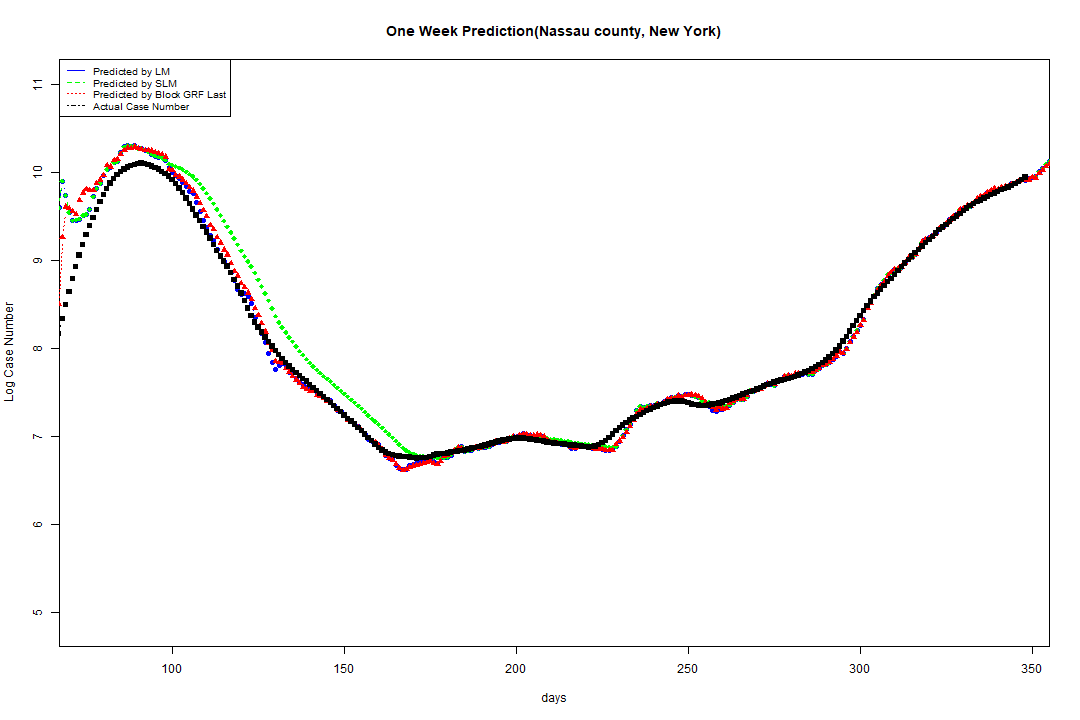 One Week Prediction(Nassau county, New York)
Predicted by LM
Predicted by SLM
Predicted by Block GRF Last
Actual Case Number
Log Case Number
11
10
9
8
7
6
5
100 150 200 250 300 350
days